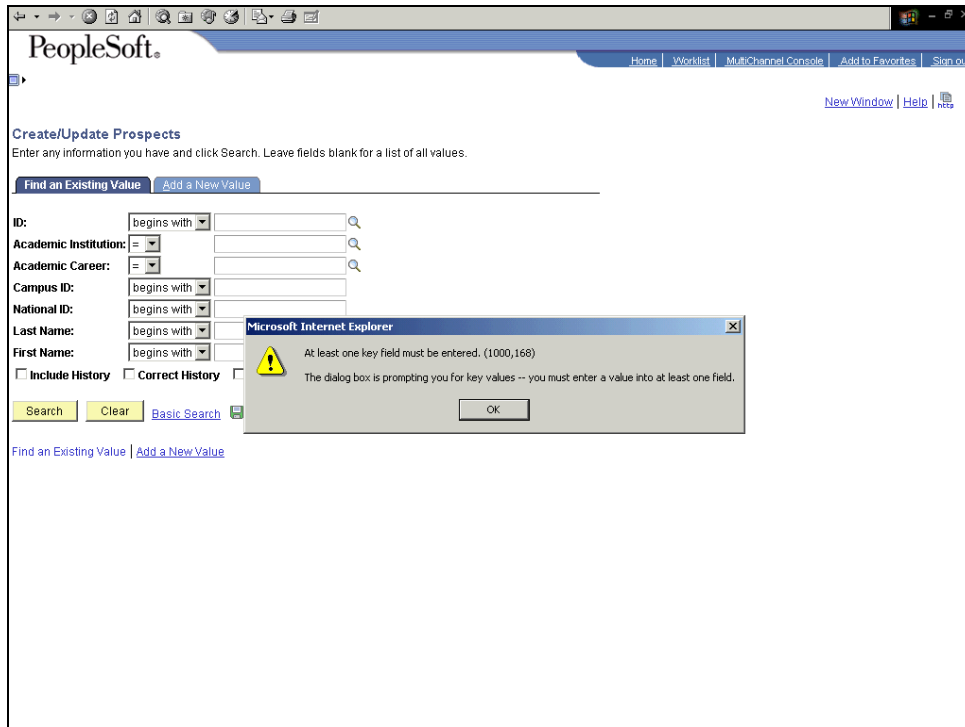 PeopleSoft.
Home | Worklist | MultiChannel Console | Add to Favorites | Sign ou
New Window | Help | http
Create/Update Prospects
Enter any information you have and click Search. Leave fields blank for a list of all values.
Find an Existing Value Add a New Value
ID: begins with
Academic Institution: =
Academic Career: =
Campus ID: begins with
National ID: begins with
Last Name: begins with
First Name: begins with
Microsoft Internet Explorer
At least one key field must be entered. (1000,168)
The dialog box is prompting you for key values -- you must enter a value into at least one field.
OK
Include History Correct History
Search Clear Basic Search
Find an Existing Value | Add a New Value